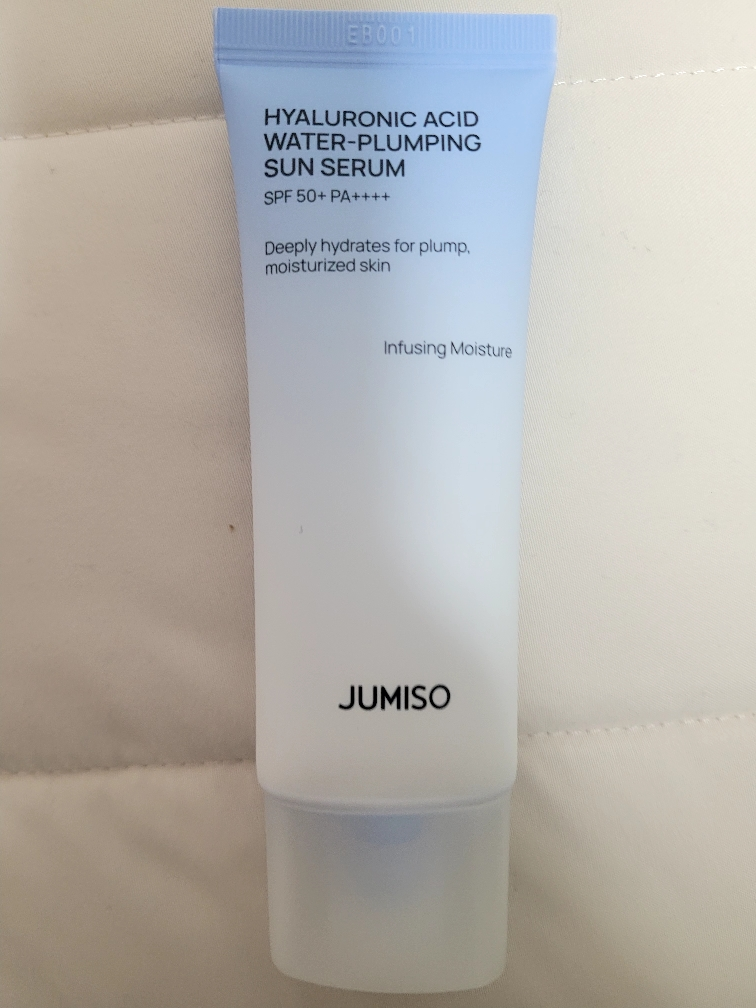 EB001
HYALURONIC ACID
WATER-PLUMPING
SUN SERUM
SPF 50+ PA++++
Deeply hydrates for plump,
moisturized skin
Infusing Moisture
JUMISO